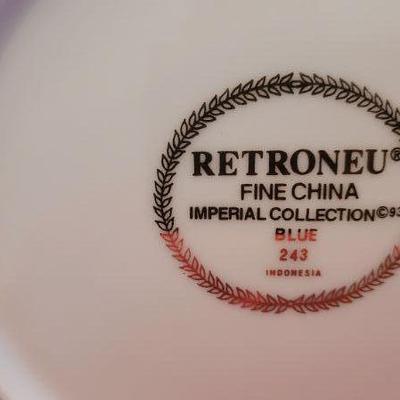 RETRONEU®
FINE CHINA
IMPERIAL COLLECTION©93
BLUE
243
INDONESIA